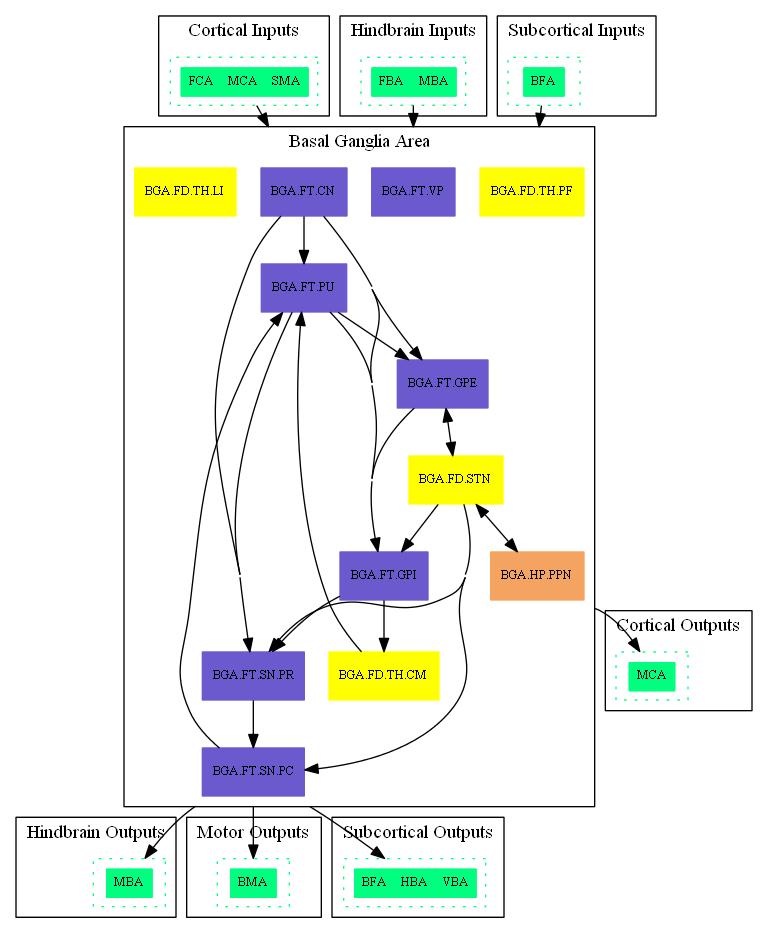 Cortical Inputs
Hindbrain Inputs
Subcortical Inputs
FCA MCA SMA
FBA MBA
BFA
Basal Ganglia Area
BGA.FD.TH.LI
BGA.FT.CN
BGA.FT.VP
BGA.FD.TH.PF
BGA.FT.PU
BGA.FT.GPE
BGA.FD.STN
BGA.FT.GPI
BGA.HP.PPN
Cortical Outputs
MCA
BGA.FT.SN.PR
BGA.FD.TH.CM
BGA.FT.SN.PC
Hindbrain Outputs
Motor Outputs
Subcortical Outputs
MBA
BMA
BFA HBA VBA